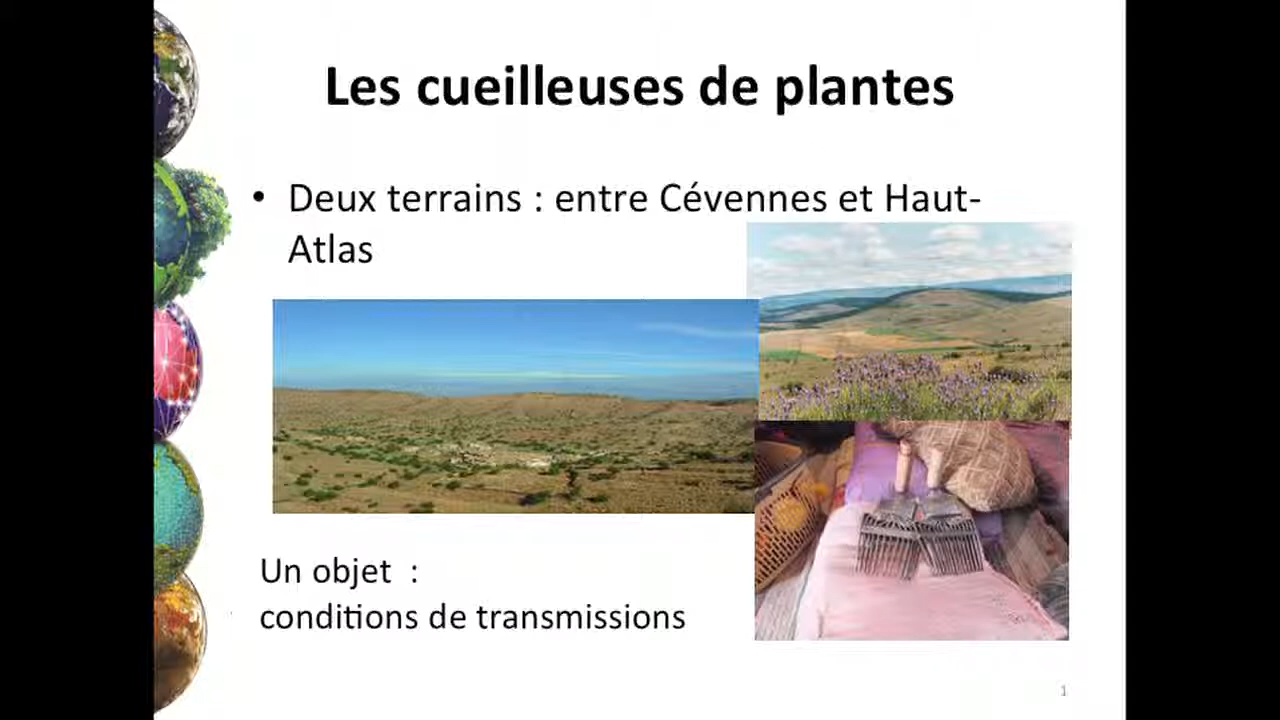 Les cueilleuses de plantes
• Deux terrains : entre Cévennes et Haut-
Atlas
Un objet :
conditions de transmissions
1